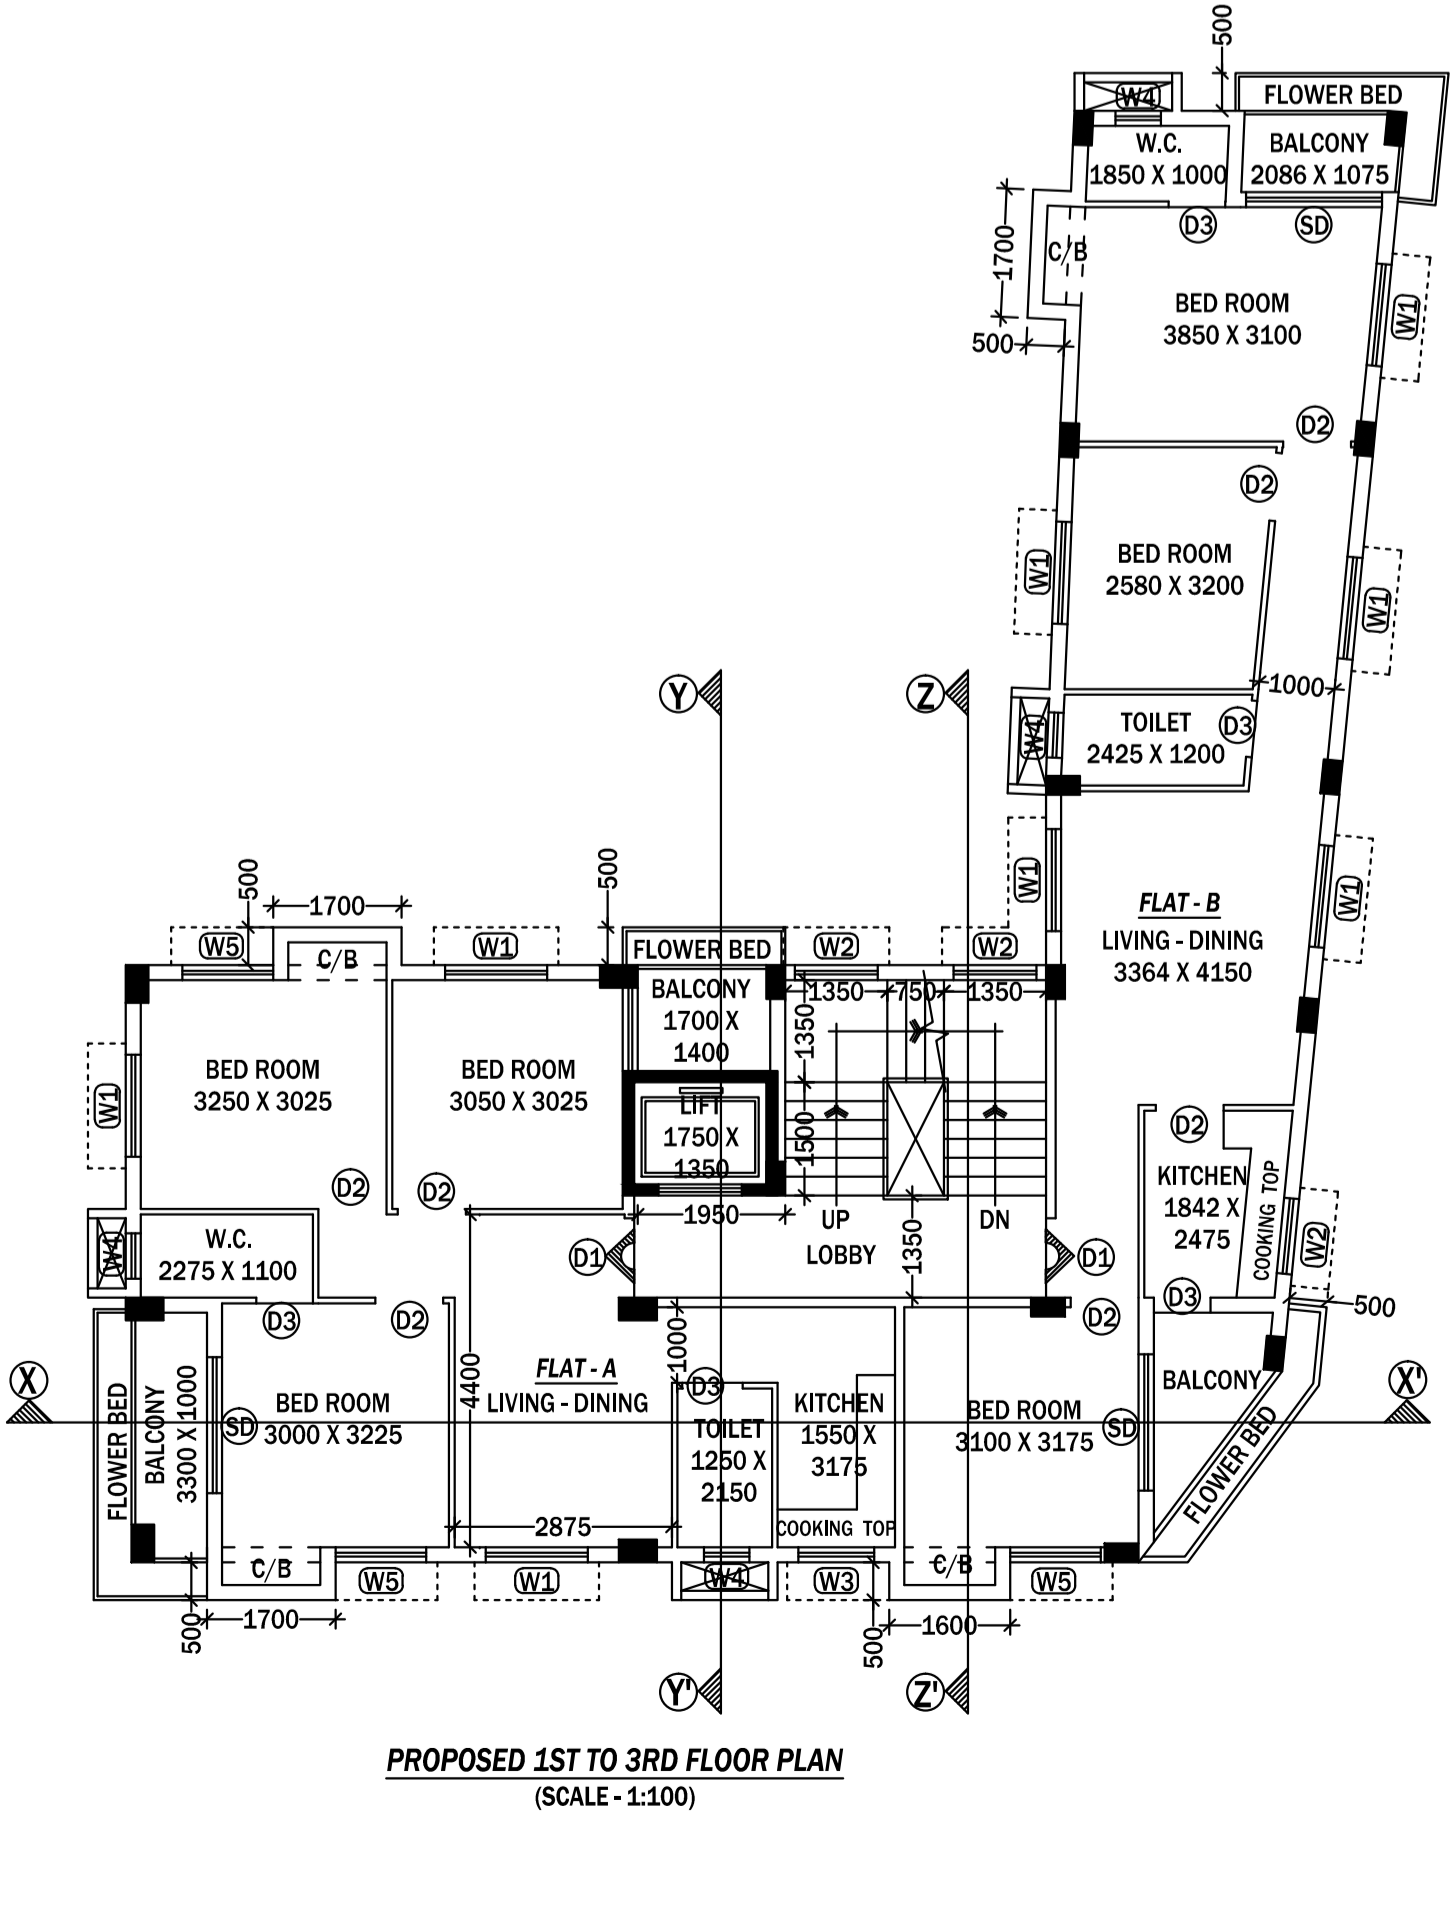 500
FLOWER BED
W4
W.C.
1850 X 1000
BALCONY
2086 X 1075
D3
SD
1700
C/B
BED ROOM
3850 X 3100
W1
500
D2
D2
W1
BED ROOM
2580 X 3200
W1
1000
Y
Z
W4
TOILET
2425 X 1200
D3
W1
W1
FLAT - B
LIVING - DINING
3364 X 4150
500
1700
500
W5
C/B
W1
FLOWER BED
W2
W2
BALCONY
1700 X
1400
1350
750
1350
1350
BED ROOM
3250 X 3025
BED ROOM
3050 X 3025
W1
LIFT
1750 X
1350
1500
D2
D2
1950
UP
DN
LOBBY
1350
D2
KITCHEN
1842 X
2475
COOKING TOP
W2
W4
W.C.
2275 X 1100
D1
D1
D3
500
D3
D2
D2
1000
X
FLOWER BED
BALCONY
3300 X 1000
SD
BED ROOM
3000 X 3225
4400
FLAT - A
LIVING - DINING
D3
TOILET
1250 X
2150
KITCHEN
1550 X
3175
COOKING TOP
BED ROOM
3100 X 3175
SD
BALCONY
FLOWER BED
X'
2875
C/B
W5
W1
W4
W3
C/B
W5
500
1700
500
1600
Y'
Z'
PROPOSED 1ST TO 3RD FLOOR PLAN
(SCALE - 1:100)